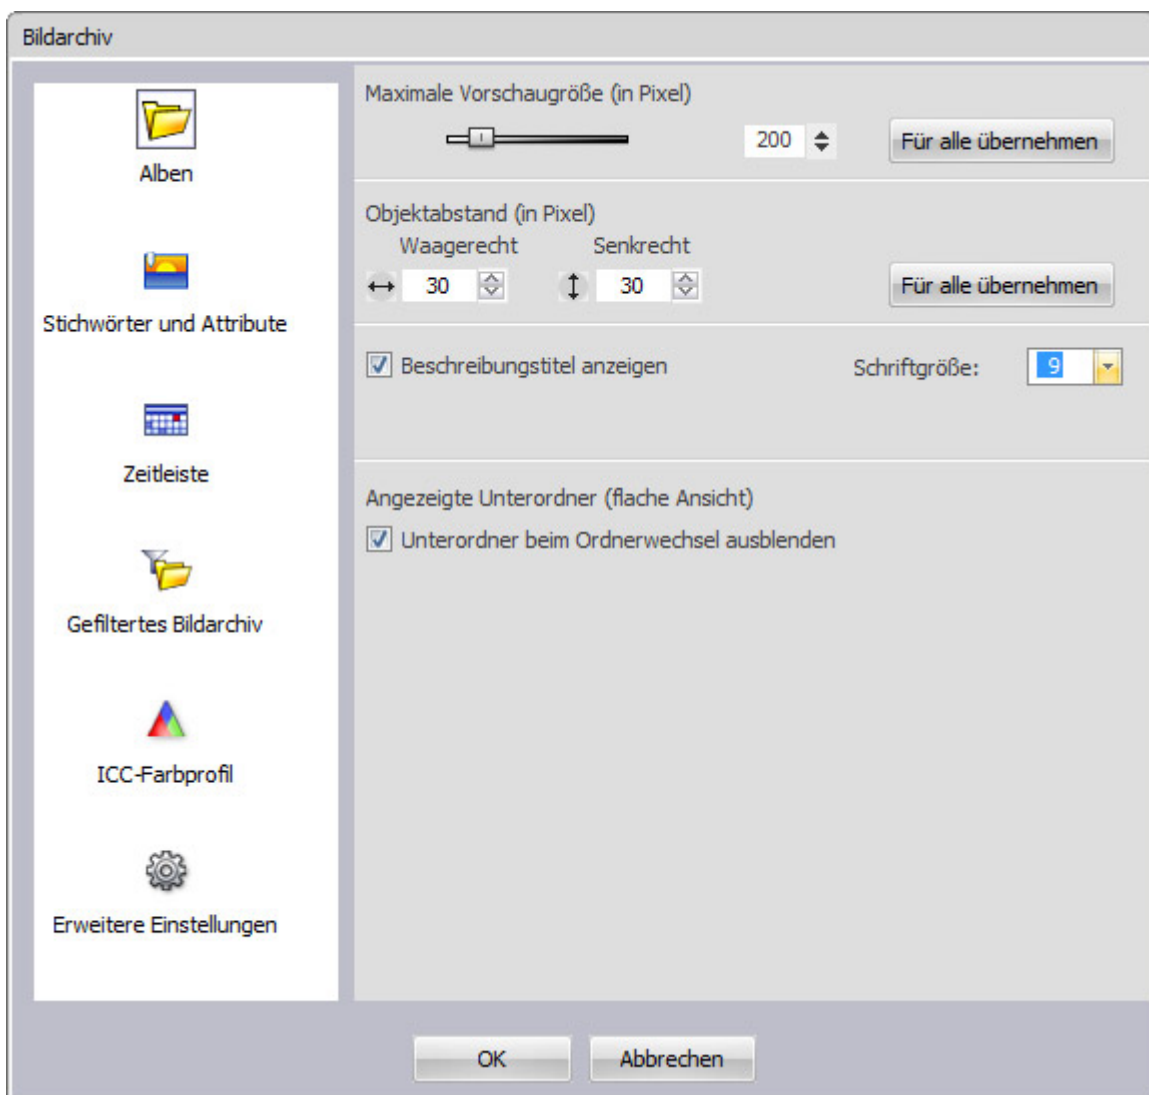 Bildarchiv
Alben
Stichwörter und Attribute
Zeitleiste
Gefiltertes Bildarchiv
ICC-Farbprofil
Erweitere Einstellungen
Maximale Vorschaugröße (in Pixel)
200 Für alle übernehmen
Objektabstand (in Pixel)
Waagerecht Senkrecht
30 30 Für alle übernehmen
Beschreibungstitel anzeigen Schriftgröße: 9
Angezeigte Unterordner (flache Ansicht)
Unterordner beim Ordnerwechsel ausblenden
OK Abbrechen